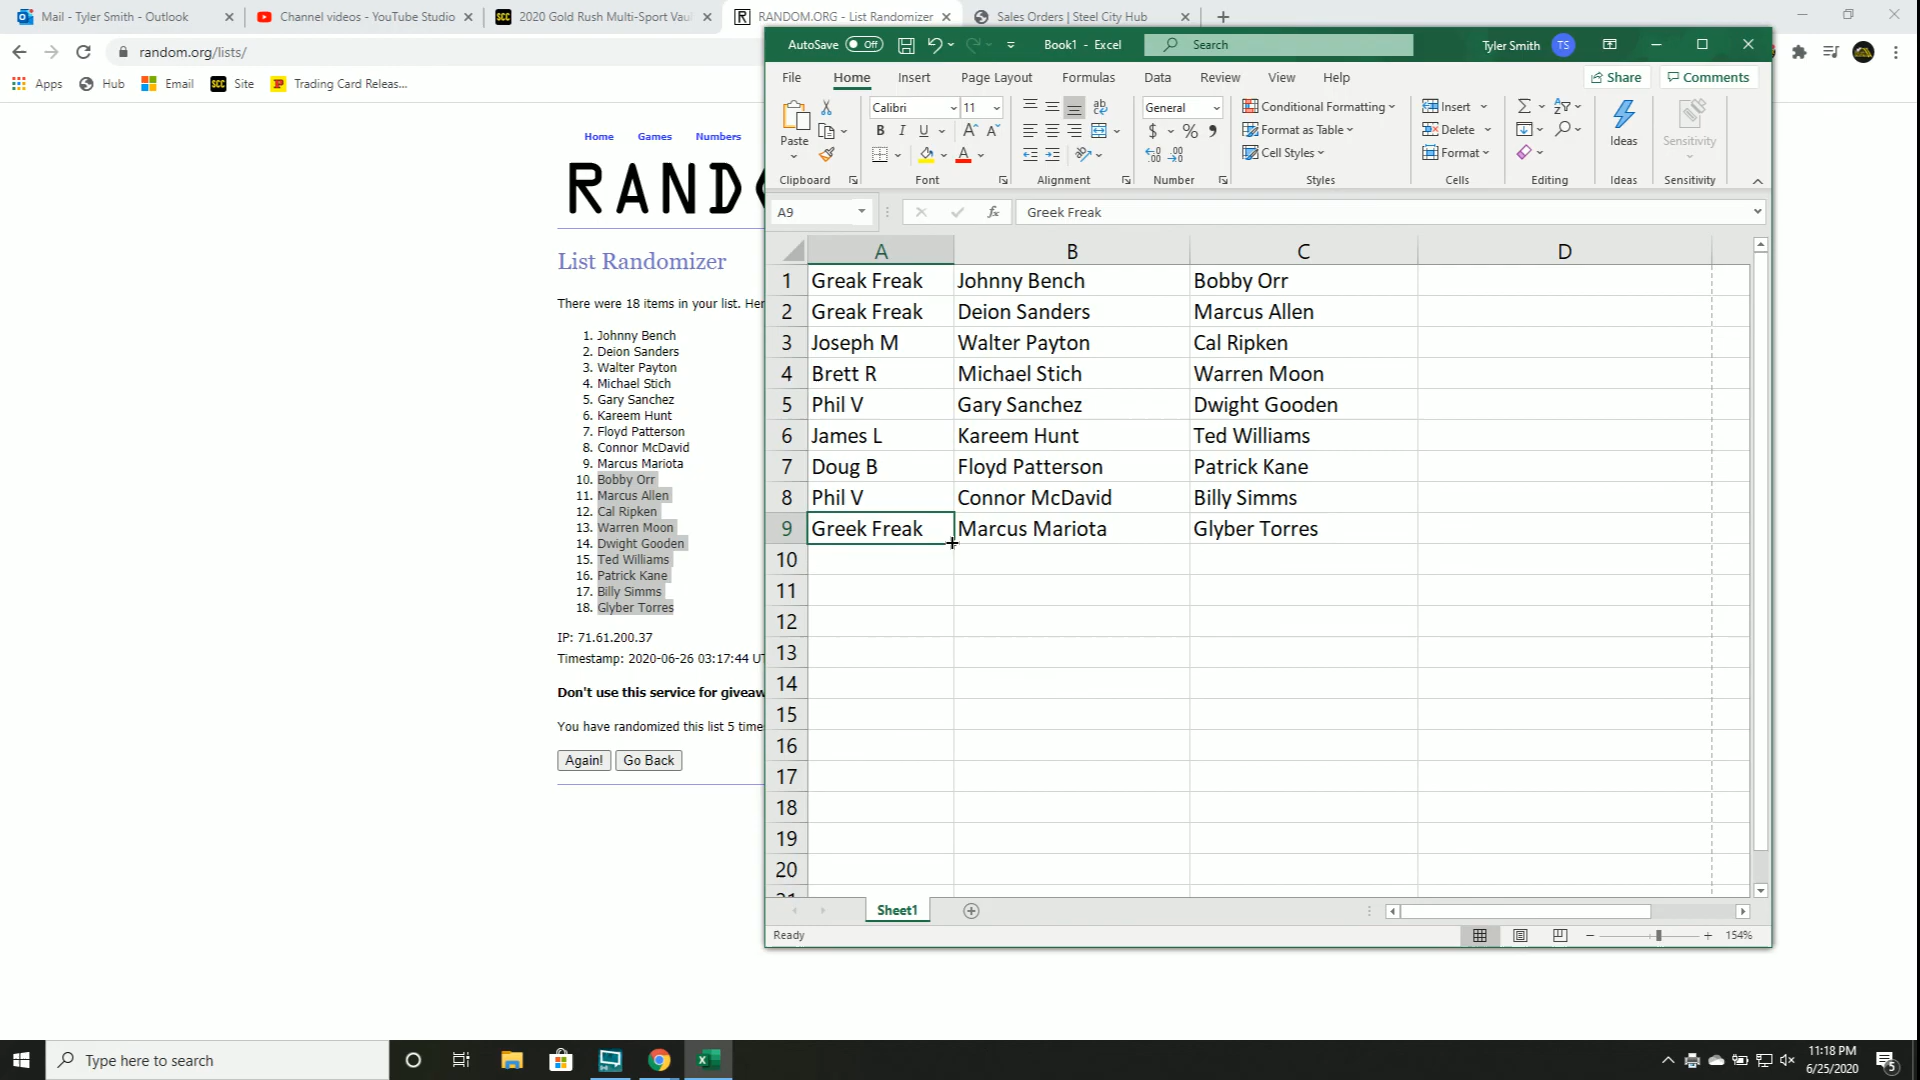 Mail - Tyler Smith - Outlook
Channel videos - YouTube Studio
SCC 2020 Gold Rush Multi-Sport Vau
RANDOM.ORG - List Randomizer
Sales Orders | Steel City Hub
random.org/lists/
Apps Hub Email SCC Site Trading Card Releas...
Home Games Numbers
RANDO
List Randomizer
There were 18 items in your list. Her
1. Johnny Bench
2. Deion Sanders
3. Walter Payton
4. Michael Stich
5. Gary Sanchez
6. Kareem Hunt
7. Floyd Patterson
8. Connor McDavid
9. Marcus Mariota
10. Bobby Orr
11. Marcus Allen
12. Cal Ripken
13. Warren Moon
14. Dwight Gooden
15. Ted Williams
16. Patrick Kane
17. Billy Simms
18. Glyber Torres
IP: 71.61.200.37
Timestamp: 2020-06-26 03:17:44 UT
Don't use this service for giveaw
You have randomized this list 5 time
Again! Go Back
AutoSave Off Book1 - Excel Search Tyler Smith TS
File Home Insert Page Layout Formulas Data Review View Help Share Comments
Paste
Calibri 11
General
Conditional Formatting
Format as Table
Cell Styles
Insert
Delete
Format
Ideas
Sensitivity
Clipboard Font Alignment Number Styles Cells Editing Ideas Sensitivity
A9 fx Greek Freak
A B C D
1 Greak Freak Johnny Bench Bobby Orr
2 Greak Freak Deion Sanders Marcus Allen
3 Joseph M Walter Payton Cal Ripken
4 Brett R Michael Stich Warren Moon
5 Phil V Gary Sanchez Dwight Gooden
6 James L Kareem Hunt Ted Williams
7 Doug B Floyd Patterson Patrick Kane
8 Phil V Connor McDavid Billy Simms
9 Greek Freak Marcus Mariota Glyber Torres
10
11
12
13
14
15
16
17
18
19
20
21
Sheet1
Ready
154%
Type here to search
11:18 PM
6/25/2020
5